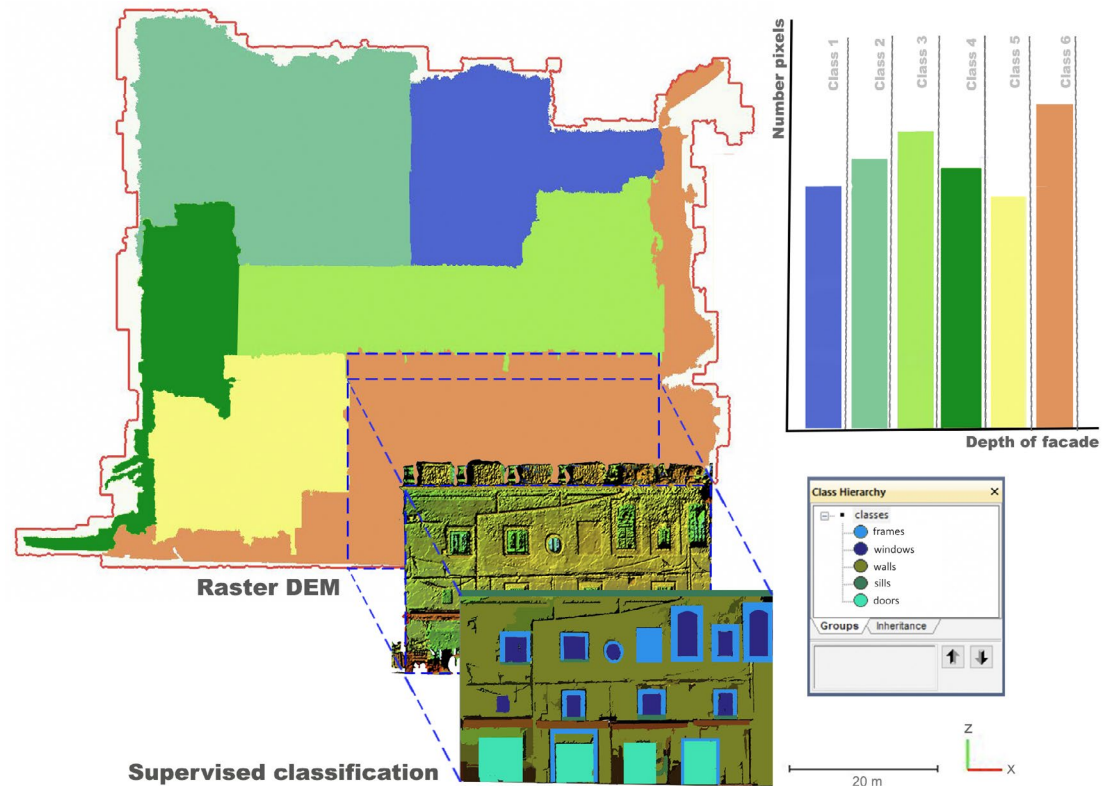 Number pixels
Class 1
Class 2
Class 3
Class 4
Class 5
Class 6
Depth of facade
Raster DEM
Class Hierarchy
classes
frames
windows
walls
sills
doors
Groups
Inheritance
Supervised classification
20 m
Z
X